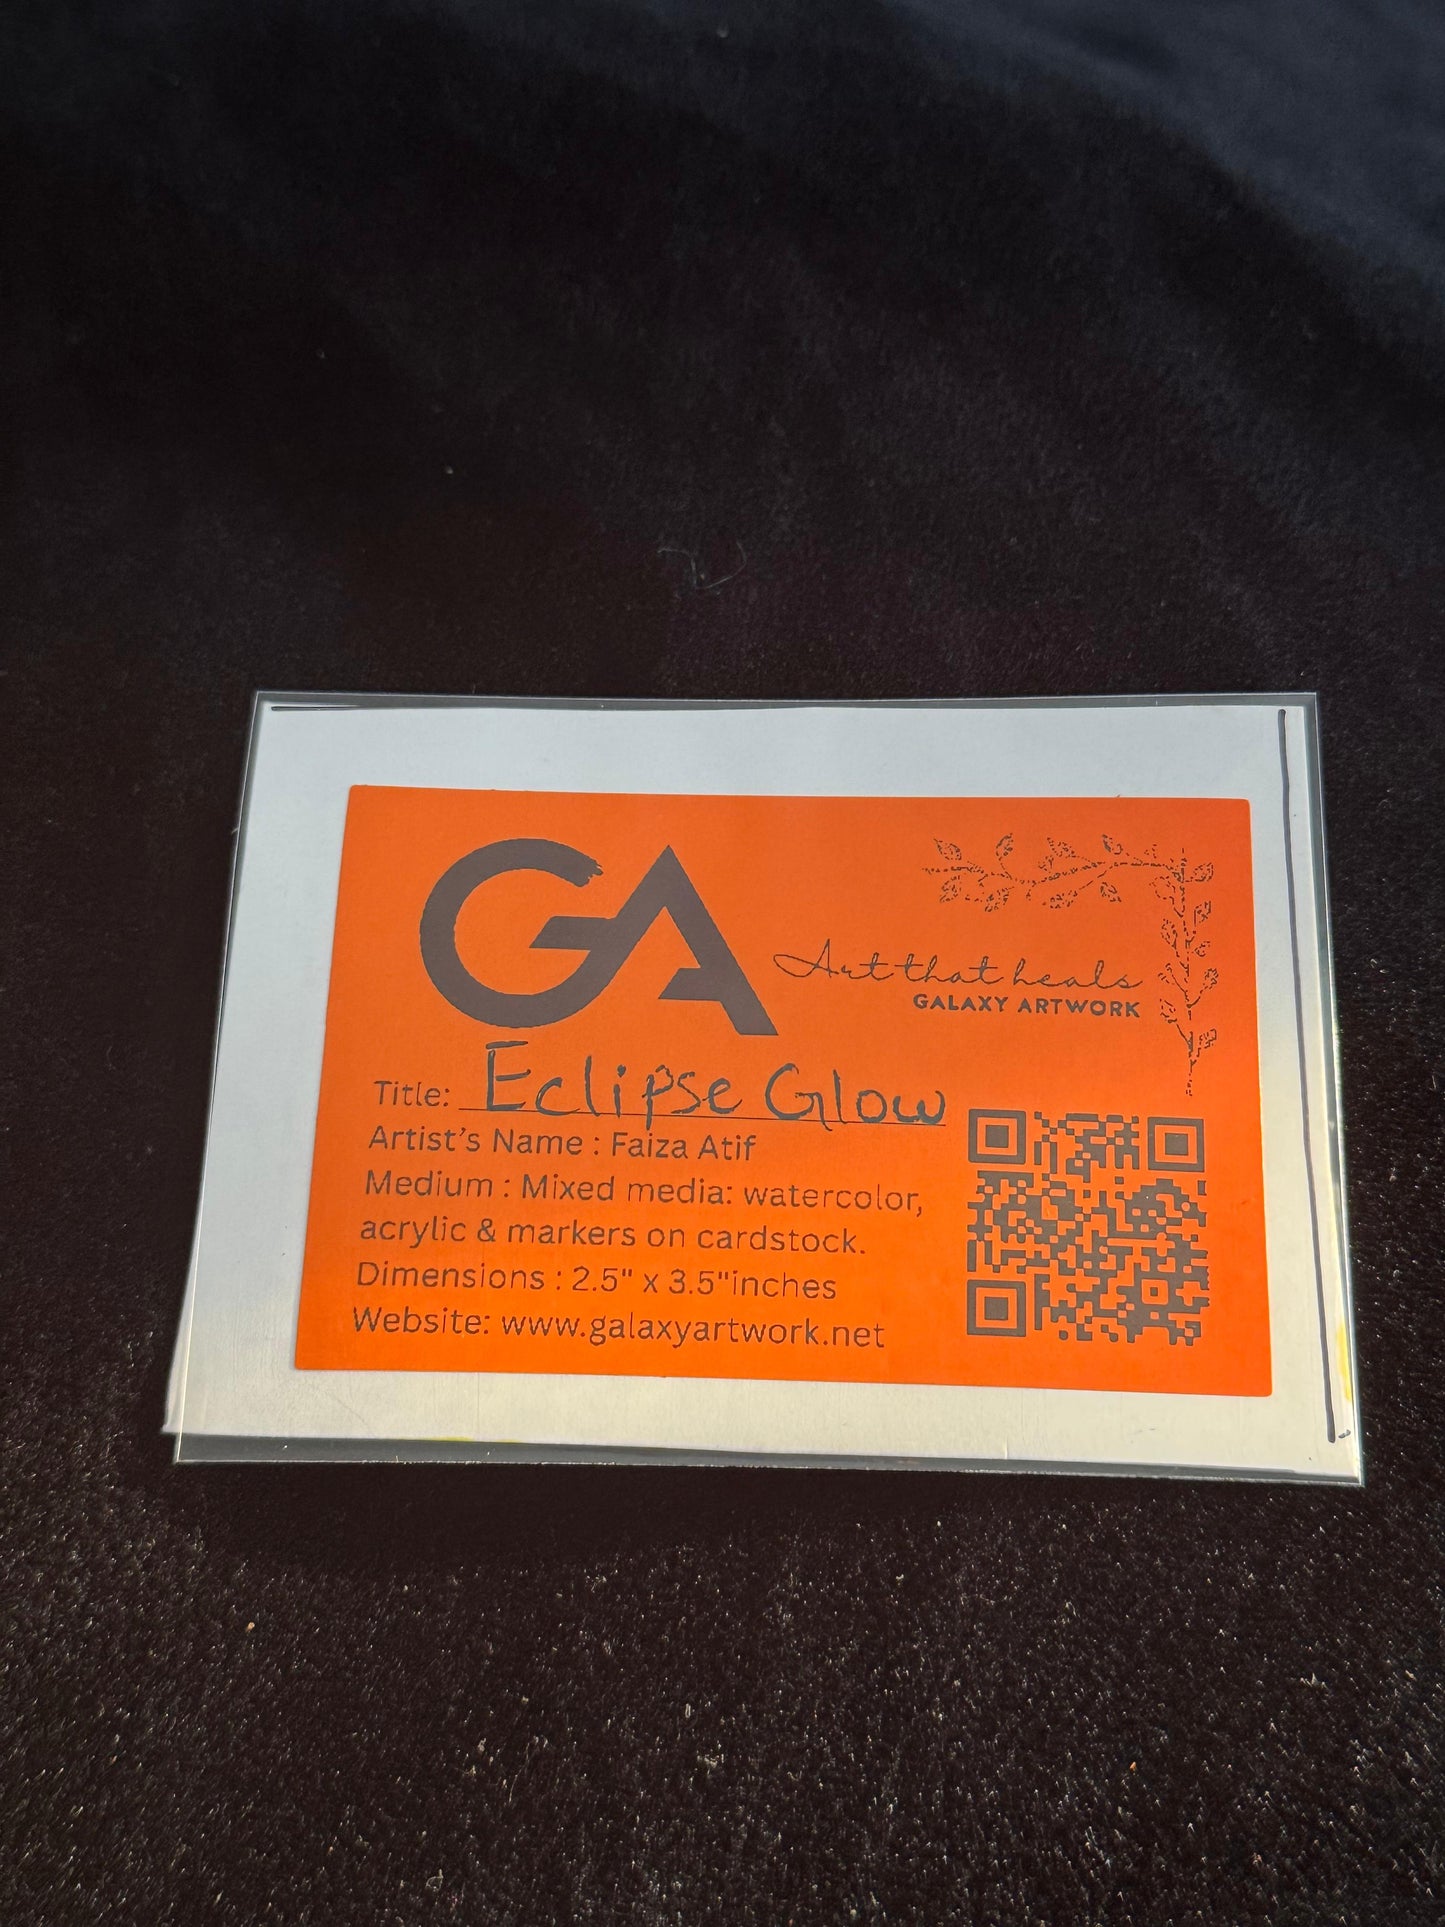 GA
Art that heals
GALAXY ARTWORK
Title: Eclipse Glow
Artist's Name : Faiza Atif
Medium : Mixed media: watercolor,
acrylic & markers on cardstock.
Dimensions : 2.5" x 3.5"inches
Website: www.galaxyartwork.net